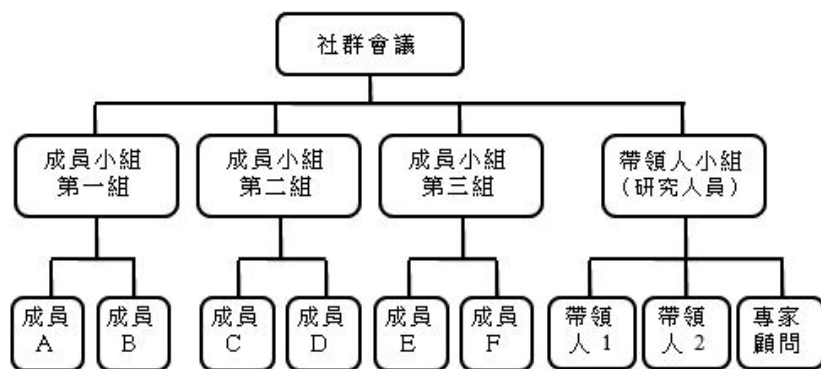 社群會議
成員小組
第一組
成員小組
第二組
成員小組
第三組
帶領人小組
(研究人員)
成員
A
成員
B
成員
C
成員
D
成員
E
成員
F
帶領
人 1
帶領
人 2
專家
顧問